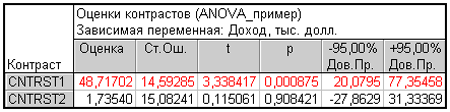 Оценки контрастов (ANOVA_пример)
Зависимая переменная: Доход, тыс. долл.
Контраст Оценка Ст.Ош. t p -95,00% Дов.Пр. +95,00% Дов.Пр.
CNTRST1 48,71702 14,59285 3,338417 0,000875 20,0795 77,35458
CNTRST2 1,73540 15,08241 0,115061 0,908421 -27,8629 31,33369